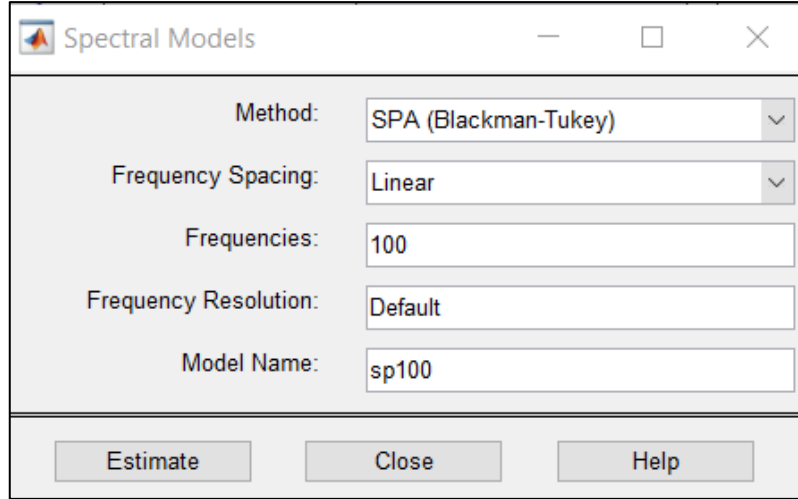 Spectral Models
Method: SPA (Blackman-Tukey)
Frequency Spacing: Linear
Frequencies: 100
Frequency Resolution: Default
Model Name: sp100
Estimate Close Help